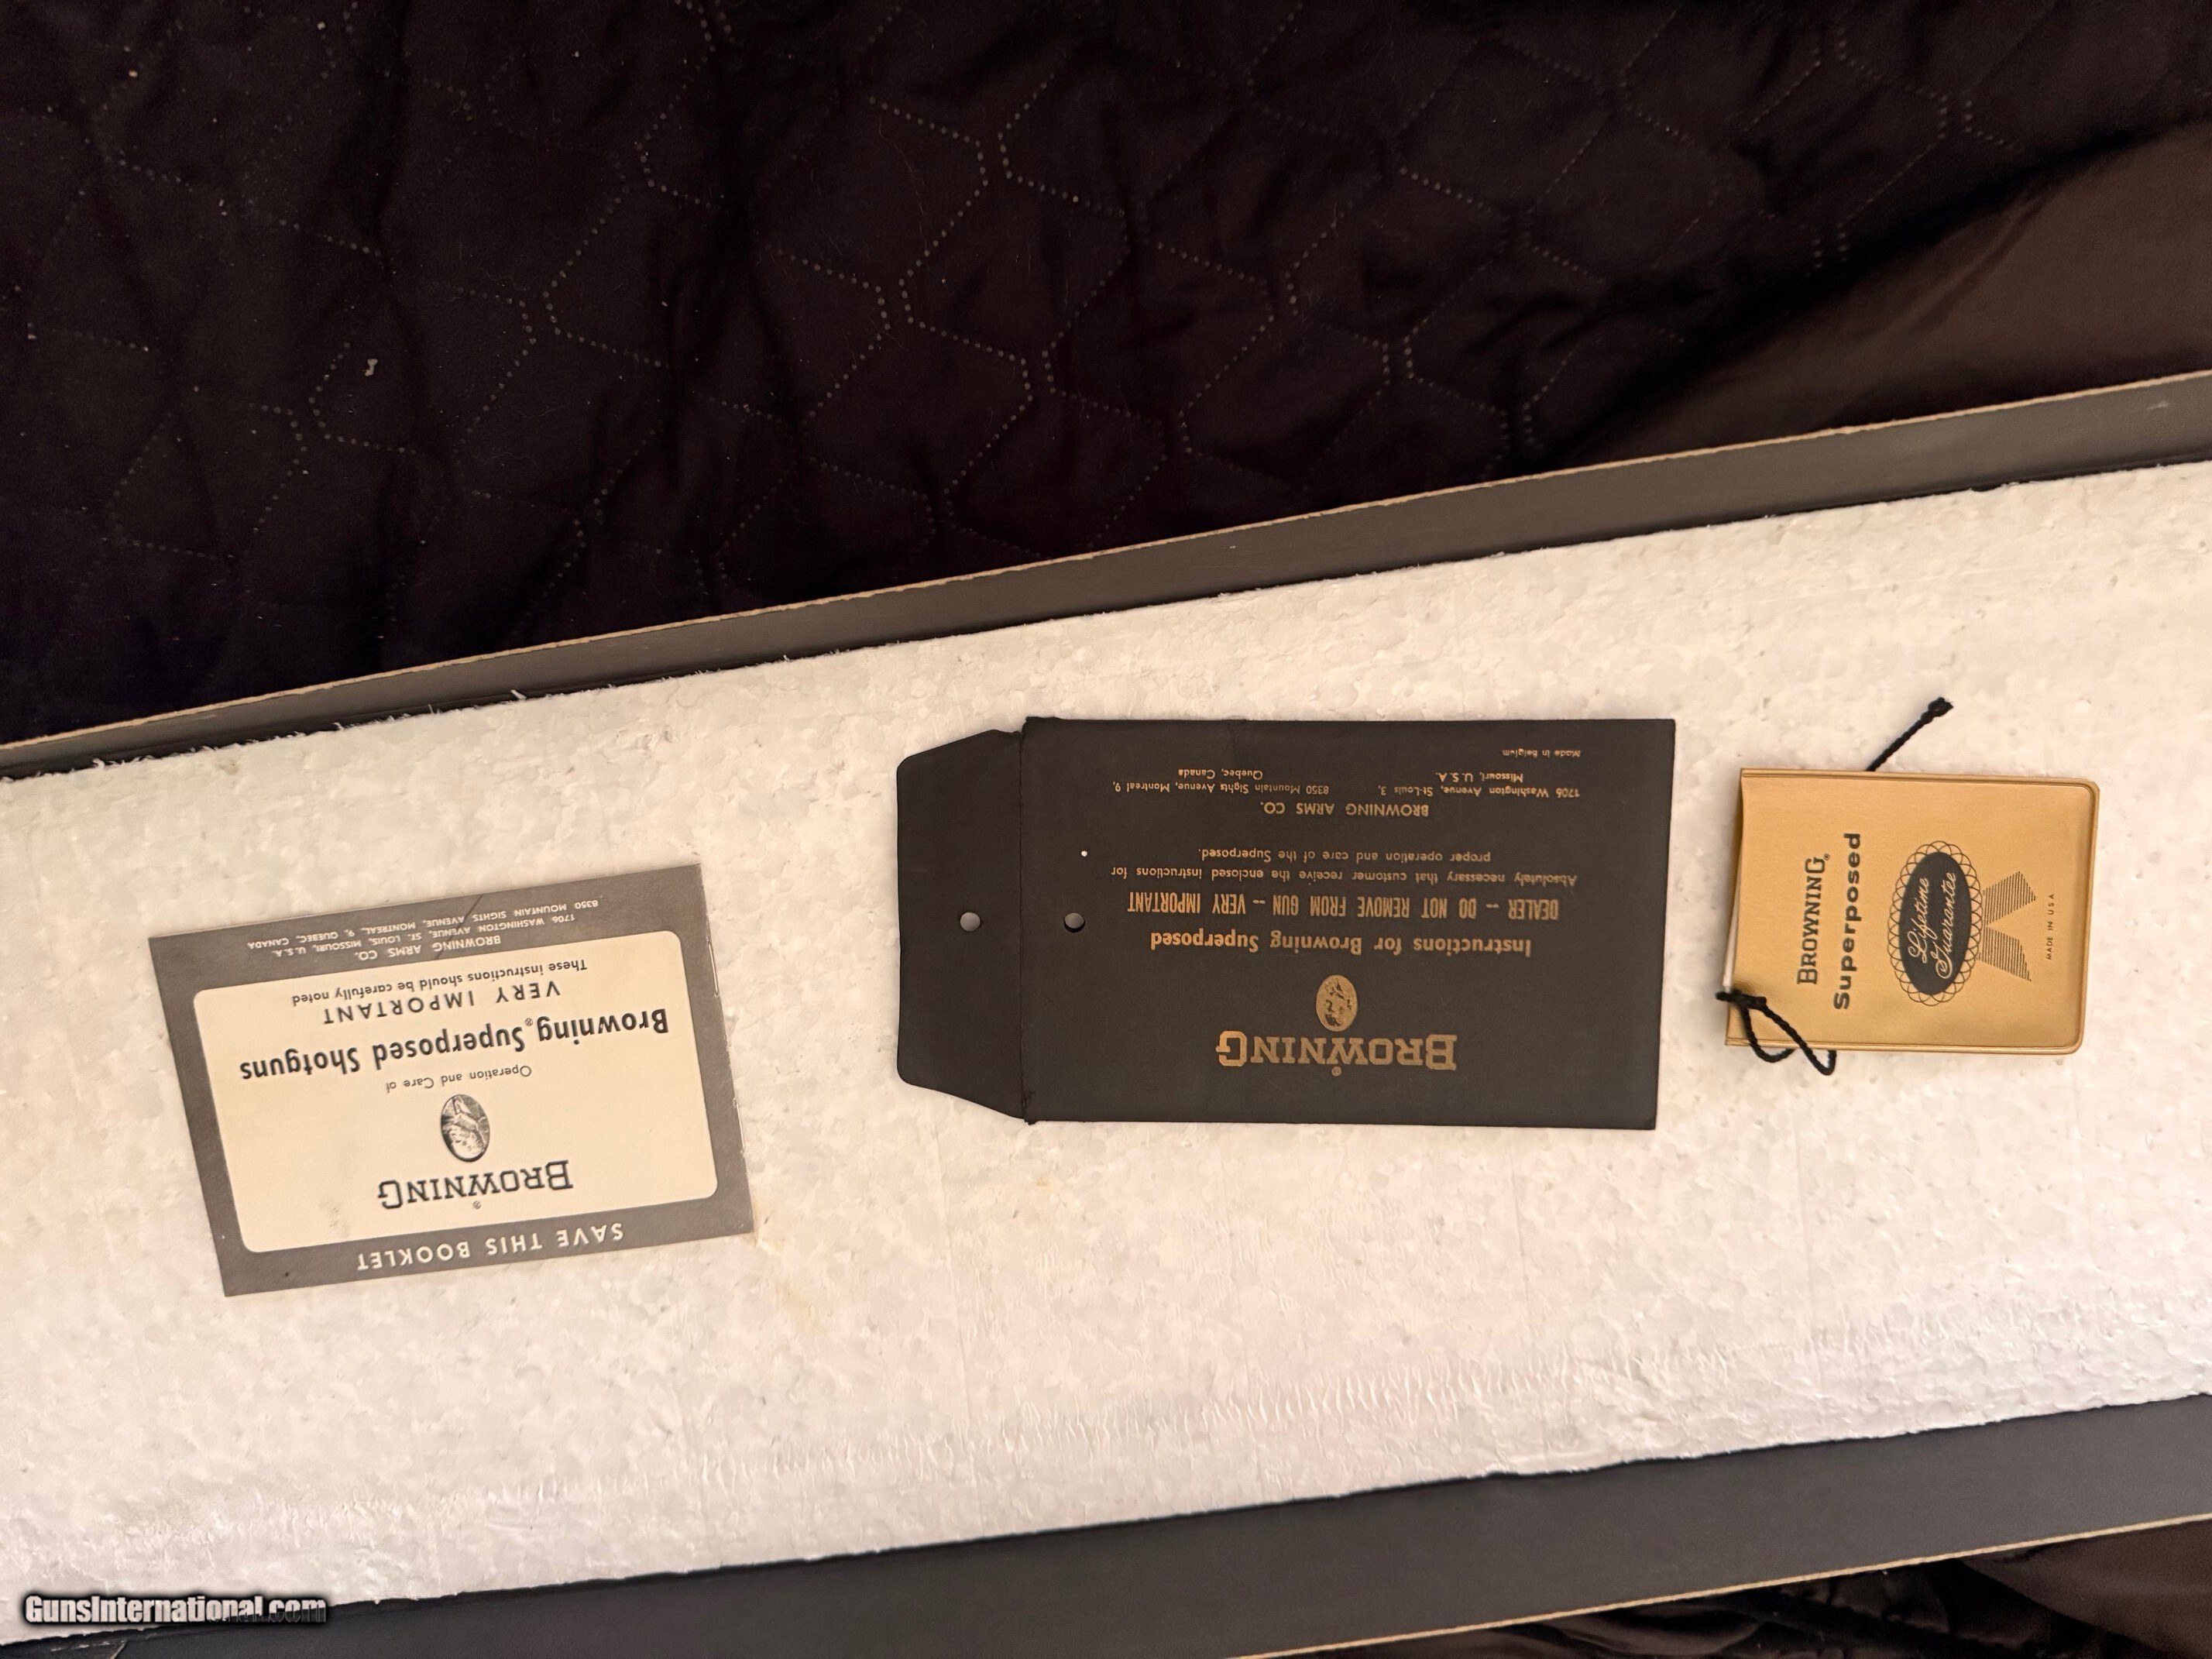 SAVE THIS BOOKLET
BROWNING®
Operation and Care of
Browning® Superposed Shotguns
VERY IMPORTANT
These instructions should be carefully noted
BROWNING ARMS CO.
1706 WASHINGTON AVENUE, ST. LOUIS, MISSOURI, U. S. A.
8350 MOUNTAIN SIGHTS AVENUE, MONTREAL, 9, QUEBEC, CANADA
BROWNING®
Instructions for Browning Superposed
DEALER -- DO NOT REMOVE FROM GUN -- VERY IMPORTANT
Absolutely necessary that customer receive the enclosed instructions for
proper operation and care of the Superposed.
BROWNING ARMS CO.
1706 Washington Avenue, St-Louis 3, 8350 Mountain Sights Avenue, Montreal 9,
Missouri, U. S. A. Quebec, Canada
Made in Belgium
BROWNING®
Superposed
Lifetime
Guarantee
MADE IN U S A
GunsInternational.com